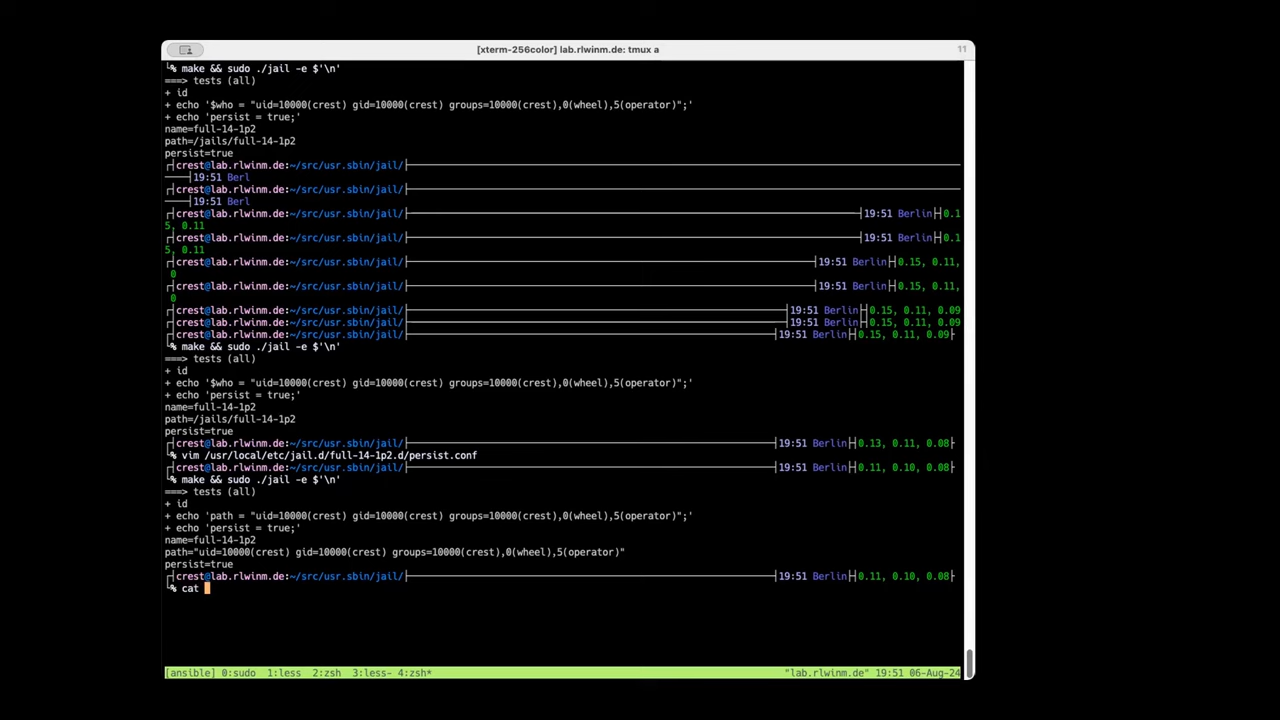 [xterm-256color] lab.rlwinm.de: tmux a
11
└% make && sudo ./jail -e $'\n'
===> tests (all)
+ id
+ echo '$who = "uid=10000(crest) gid=10000(crest) groups=10000(crest),0(wheel),5(operator)";'
+ echo 'persist = true;'
name=full-14-1p2
path=/jails/full-14-1p2
persist=true
┌┤crest@lab.rlwinm.de:~/src/usr.sbin/jail/├──
──┤19:51 Berl
┌┤crest@lab.rlwinm.de:~/src/usr.sbin/jail/├──
──┤19:51 Berl
┌┤crest@lab.rlwinm.de:~/src/usr.sbin/jail/├──┤19:51 Berlin├┤0.1
5, 0.11
┌┤crest@lab.rlwinm.de:~/src/usr.sbin/jail/├──┤19:51 Berlin├┤0.1
5, 0.11
┌┤crest@lab.rlwinm.de:~/src/usr.sbin/jail/├──┤19:51 Berlin├┤0.15, 0.11,
0
┌┤crest@lab.rlwinm.de:~/src/usr.sbin/jail/├──┤19:51 Berlin├┤0.15, 0.11,
0
┌┤crest@lab.rlwinm.de:~/src/usr.sbin/jail/├──┤19:51 Berlin├┤0.15, 0.11, 0.09
┌┤crest@lab.rlwinm.de:~/src/usr.sbin/jail/├──┤19:51 Berlin├┤0.15, 0.11, 0.09
┌┤crest@lab.rlwinm.de:~/src/usr.sbin/jail/├──┤19:51 Berlin├┤0.15, 0.11, 0.09├
└% make && sudo ./jail -e $'\n'
===> tests (all)
+ id
+ echo '$who = "uid=10000(crest) gid=10000(crest) groups=10000(crest),0(wheel),5(operator)";'
+ echo 'persist = true;'
name=full-14-1p2
path=/jails/full-14-1p2
persist=true
┌┤crest@lab.rlwinm.de:~/src/usr.sbin/jail/├──┤19:51 Berlin├┤0.13, 0.11, 0.08├
└% vim /usr/local/etc/jail.d/full-14-1p2.d/persist.conf
┌┤crest@lab.rlwinm.de:~/src/usr.sbin/jail/├──┤19:51 Berlin├┤0.11, 0.10, 0.08├
└% make && sudo ./jail -e $'\n'
===> tests (all)
+ id
+ echo 'path = "uid=10000(crest) gid=10000(crest) groups=10000(crest),0(wheel),5(operator)";'
+ echo 'persist = true;'
name=full-14-1p2
path="uid=10000(crest) gid=10000(crest) groups=10000(crest),0(wheel),5(operator)"
persist=true
┌┤crest@lab.rlwinm.de:~/src/usr.sbin/jail/├──┤19:51 Berlin├┤0.11, 0.10, 0.08├
└% cat
[ansible] 0:sudo 1:less 2:zsh 3:less- 4:zsh* "lab.rlwinm.de" 19:51 06-Aug-24